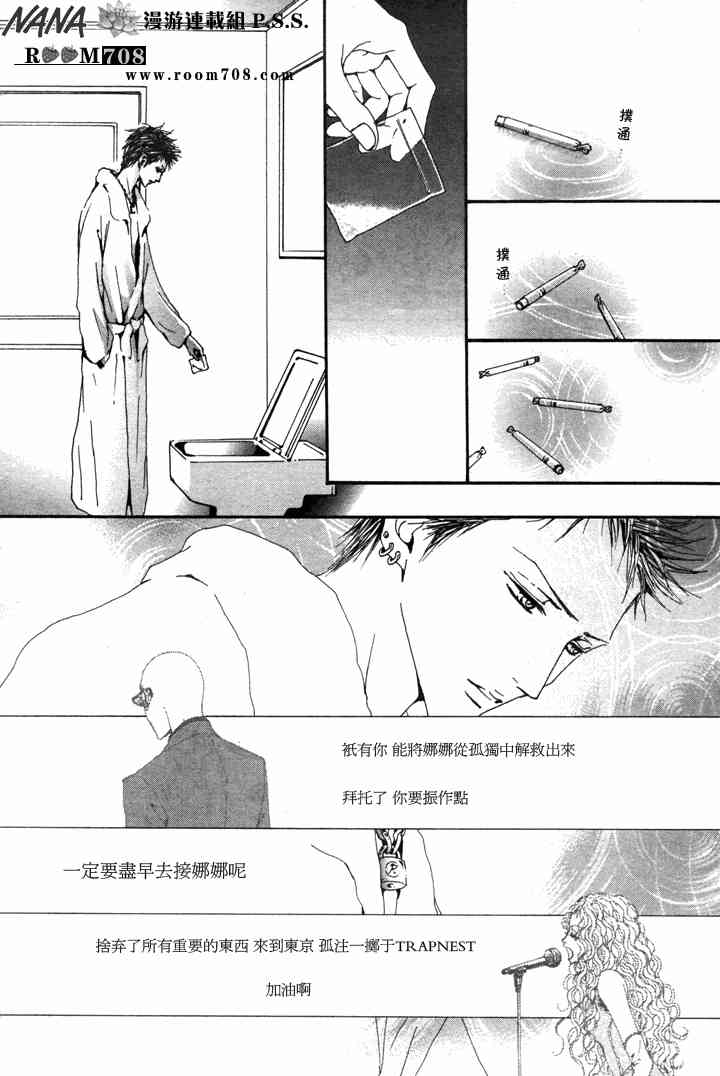 NANA 漫游連載組 P.S.S.
ROOM 708
www.room708.com
撲通…
撲通…
祇有你 能將娜娜從孤獨中解救出來
拜托了 你要振作點
一定要盡早去接娜娜呢
捨弃了所有重要的東西 來到東京 孤注一擲于TRAPNEST
加油啊